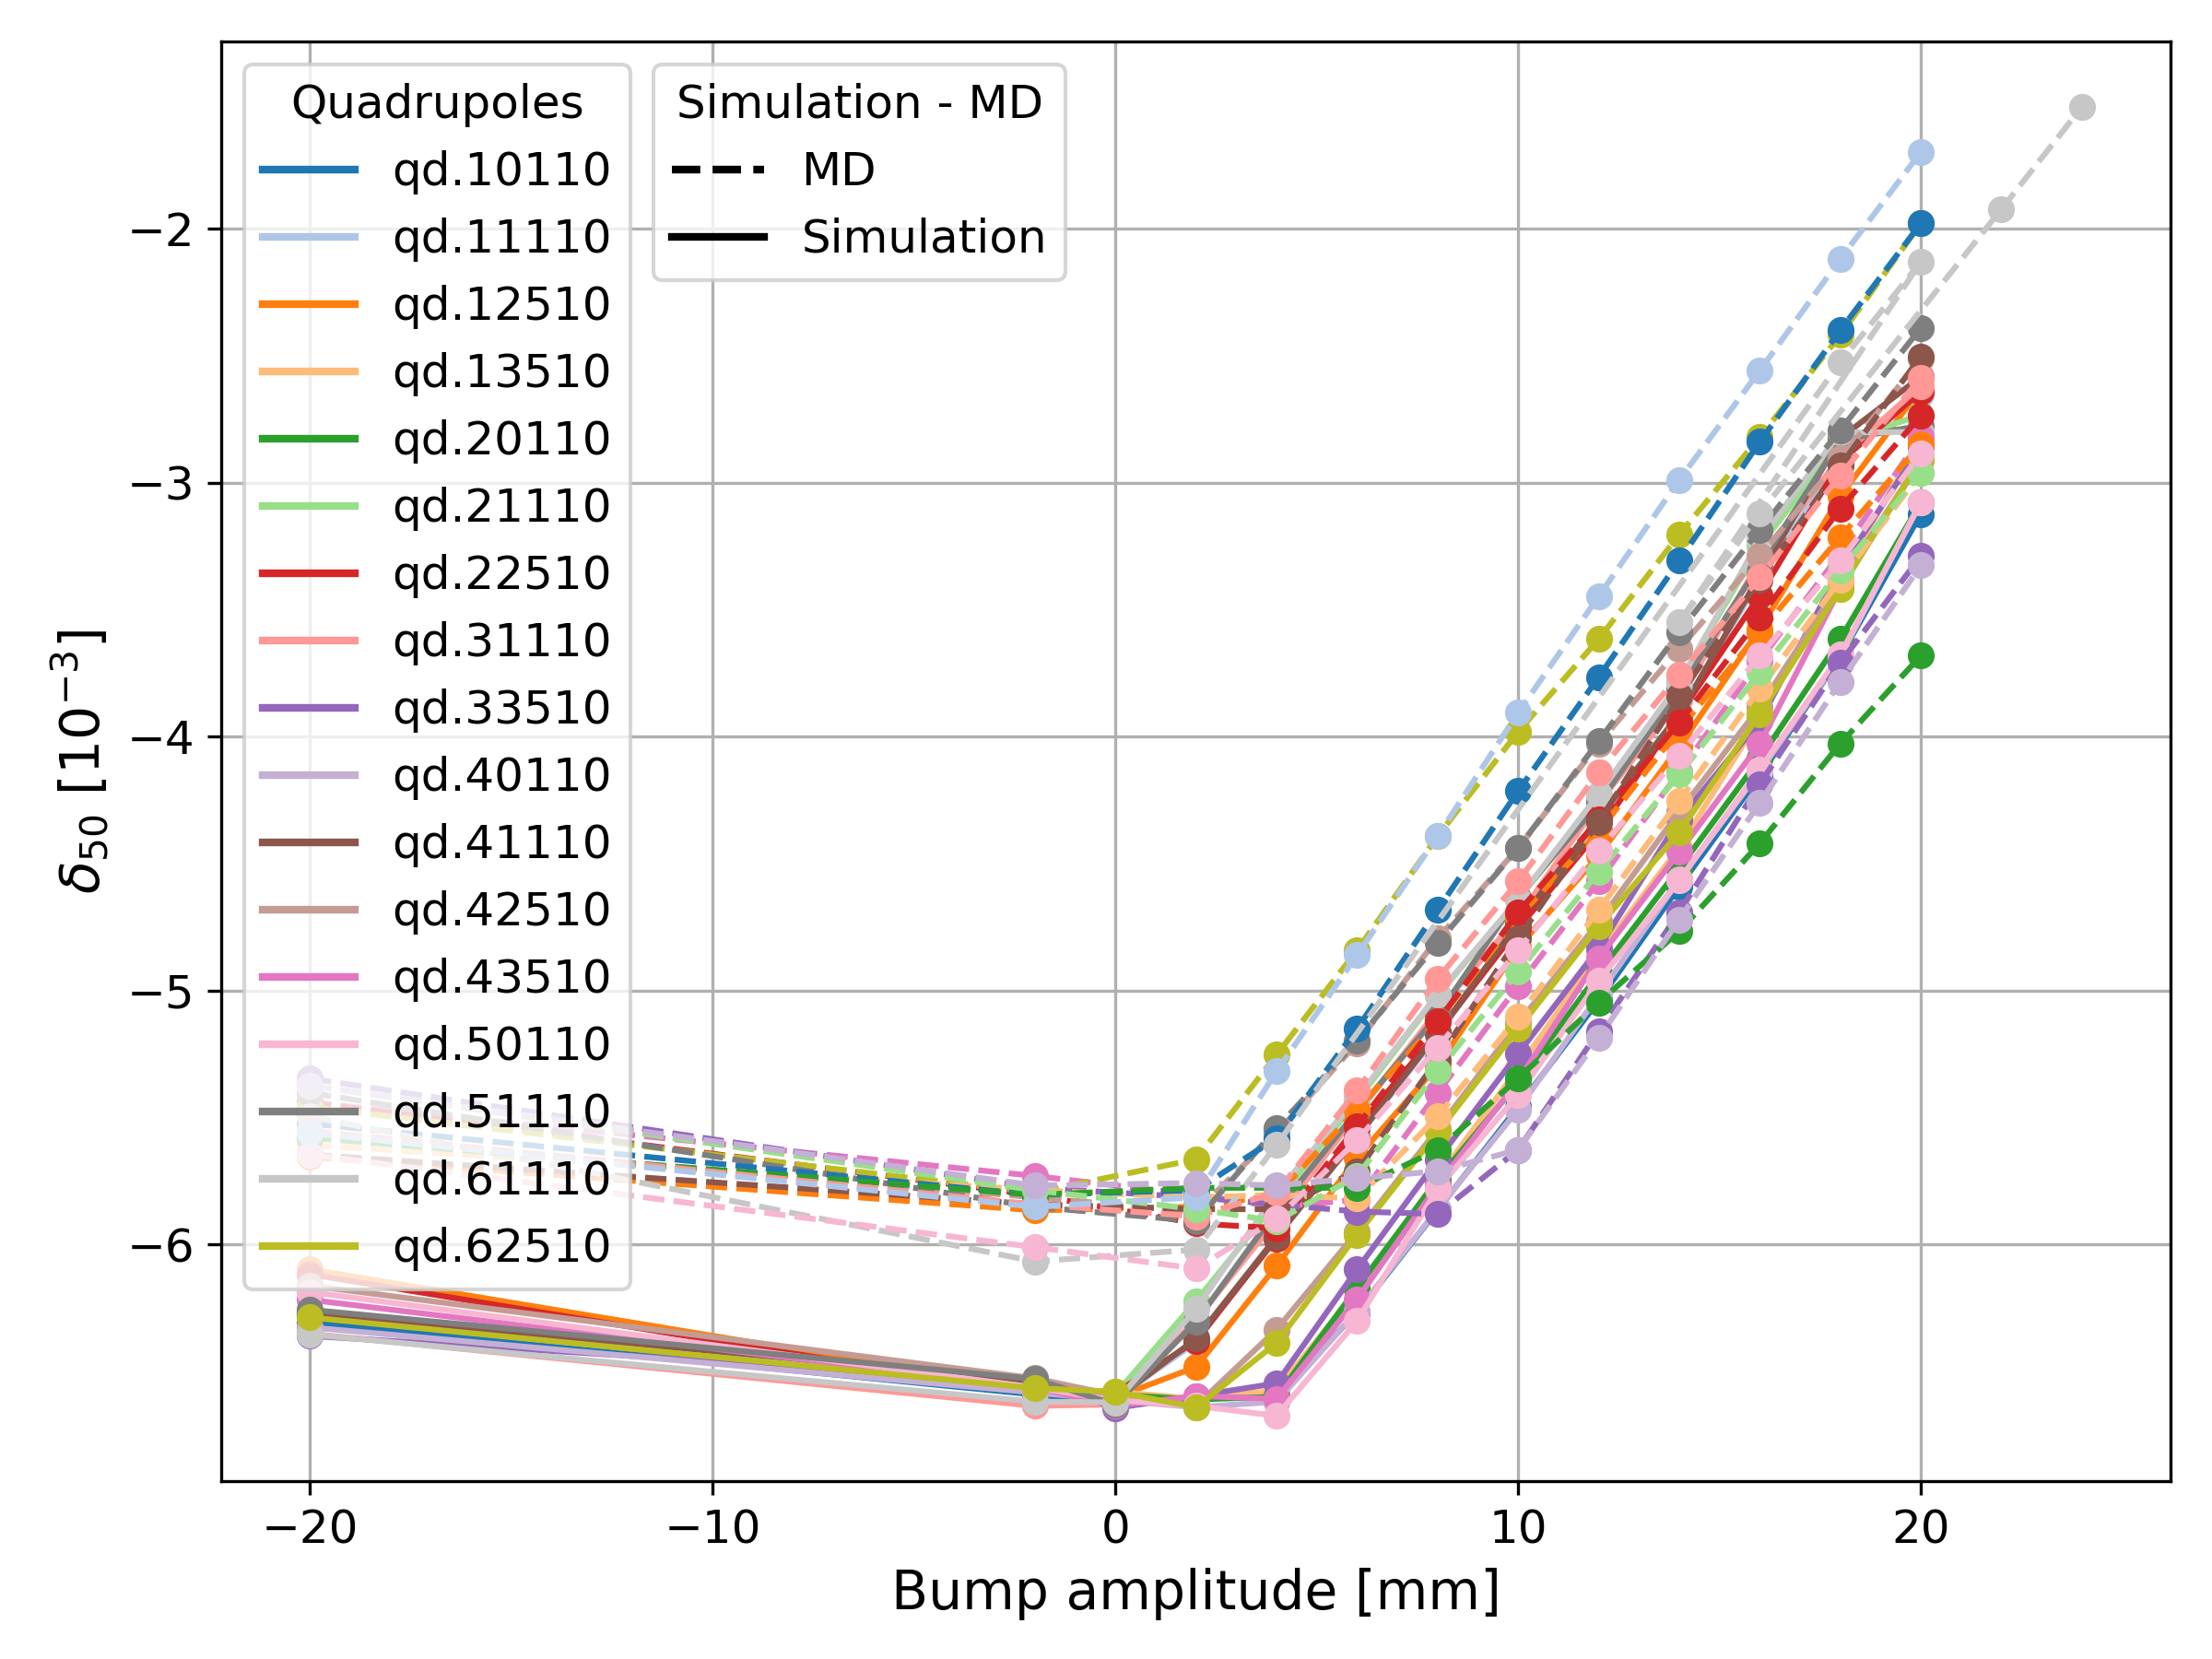 Quadrupoles
qd.10110
qd.11110
qd.12510
qd.13510
qd.20110
qd.21110
qd.22510
qd.31110
qd.33510
qd.40110
qd.41110
qd.42510
qd.43510
qd.50110
qd.51110
qd.61110
qd.62510
Simulation - MD
MD
Simulation
−2
−3
−4
−5
−6
δ₅₀ [10⁻³]
−20
−10
0
10
20
Bump amplitude [mm]